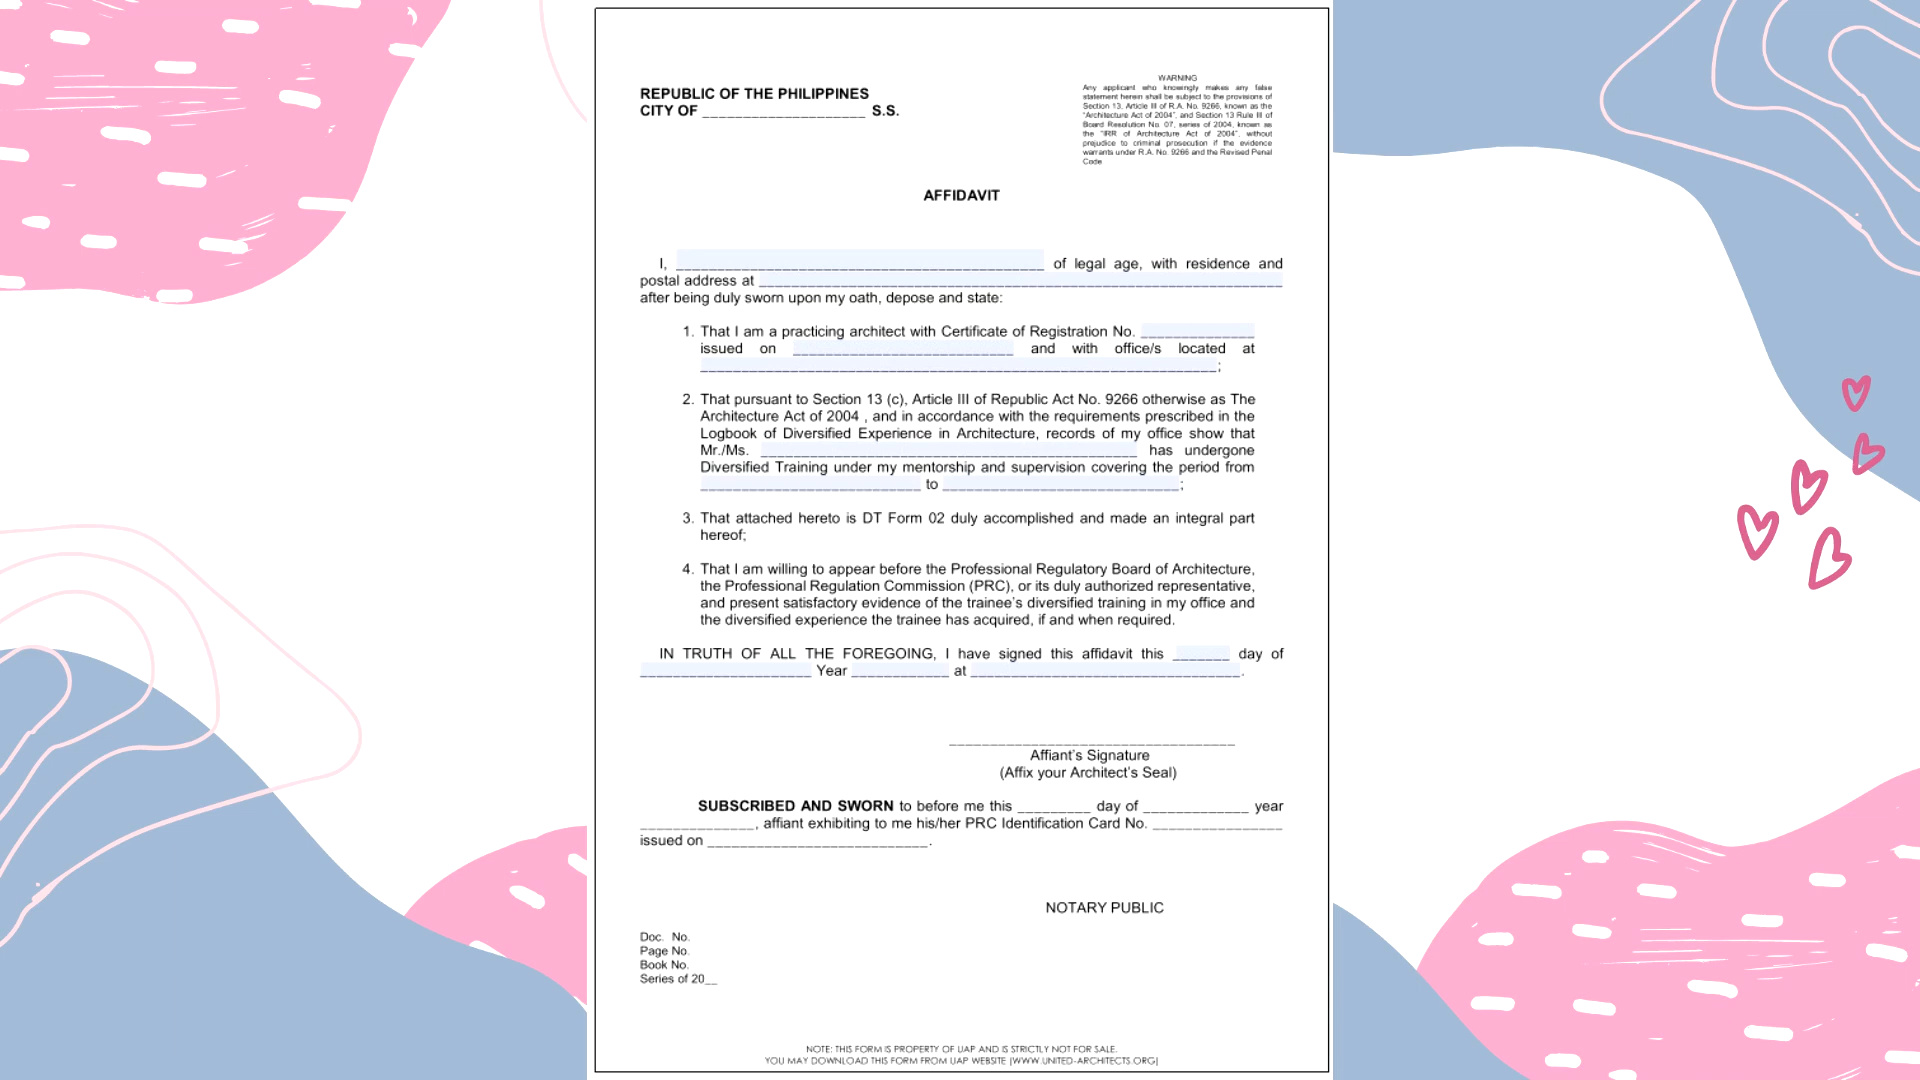 REPUBLIC OF THE PHILIPPINES
CITY OF ____________________ S.S.
WARNING
Any applicant who knowingly makes any false
statement herein shall be subject to the provisions of
Section 13, Article III of R.A. No. 9266, known as the
"Architecture Act of 2004", and Section 13 Rule III of
Board Resolution No. 07, series of 2004, known as
the "IRR of Architecture Act of 2004", without
prejudice to criminal prosecution if the evidence
warrants under R.A. No. 9266 and the Revised Penal
Code
AFFIDAVIT
I, _____________________________________________ of legal age, with residence and
postal address at ________________________________________________________________
after being duly sworn upon my oath, depose and state:
1. That I am a practicing architect with Certificate of Registration No. ______________
issued on ___________________________ and with office/s located at
_______________________________________________________________;
2. That pursuant to Section 13 (c), Article III of Republic Act No. 9266 otherwise as The
Architecture Act of 2004 , and in accordance with the requirements prescribed in the
Logbook of Diversified Experience in Architecture, records of my office show that
Mr./Ms. ______________________________________________ has undergone
Diversified Training under my mentorship and supervision covering the period from
___________________________ to _____________________________;
3. That attached hereto is DT Form 02 duly accomplished and made an integral part
hereof;
4. That I am willing to appear before the Professional Regulatory Board of Architecture,
the Professional Regulation Commission (PRC), or its duly authorized representative,
and present satisfactory evidence of the trainee's diversified training in my office and
the diversified experience the trainee has acquired, if and when required.
IN TRUTH OF ALL THE FOREGOING, I have signed this affidavit this _______ day of
_____________________ Year ____________ at _________________________________.
___________________________________
Affiant's Signature
(Affix your Architect's Seal)
SUBSCRIBED AND SWORN to before me this _________ day of _____________ year
______________, affiant exhibiting to me his/her PRC Identification Card No. ________________
issued on ___________________________.
NOTARY PUBLIC
Doc. No.
Page No.
Book No.
Series of 20__
NOTE: THIS FORM IS PROPERTY OF UAP AND IS STRICTLY NOT FOR SALE.
YOU MAY DOWNLOAD THIS FORM FROM UAP WEBSITE |WWW.UNITED-ARCHITECTS.ORG|